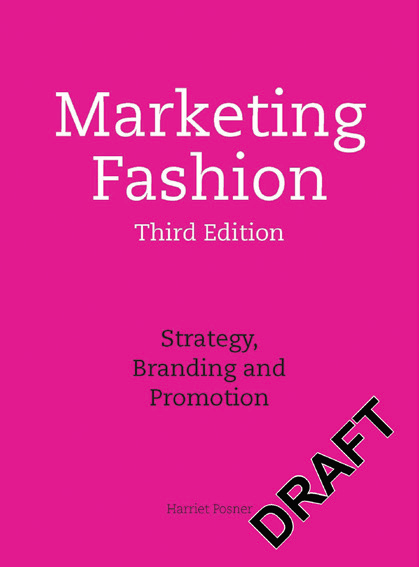 Marketing
Fashion
Third Edition
Strategy,
Branding and
Promotion
Harriet Posner
DRAFT